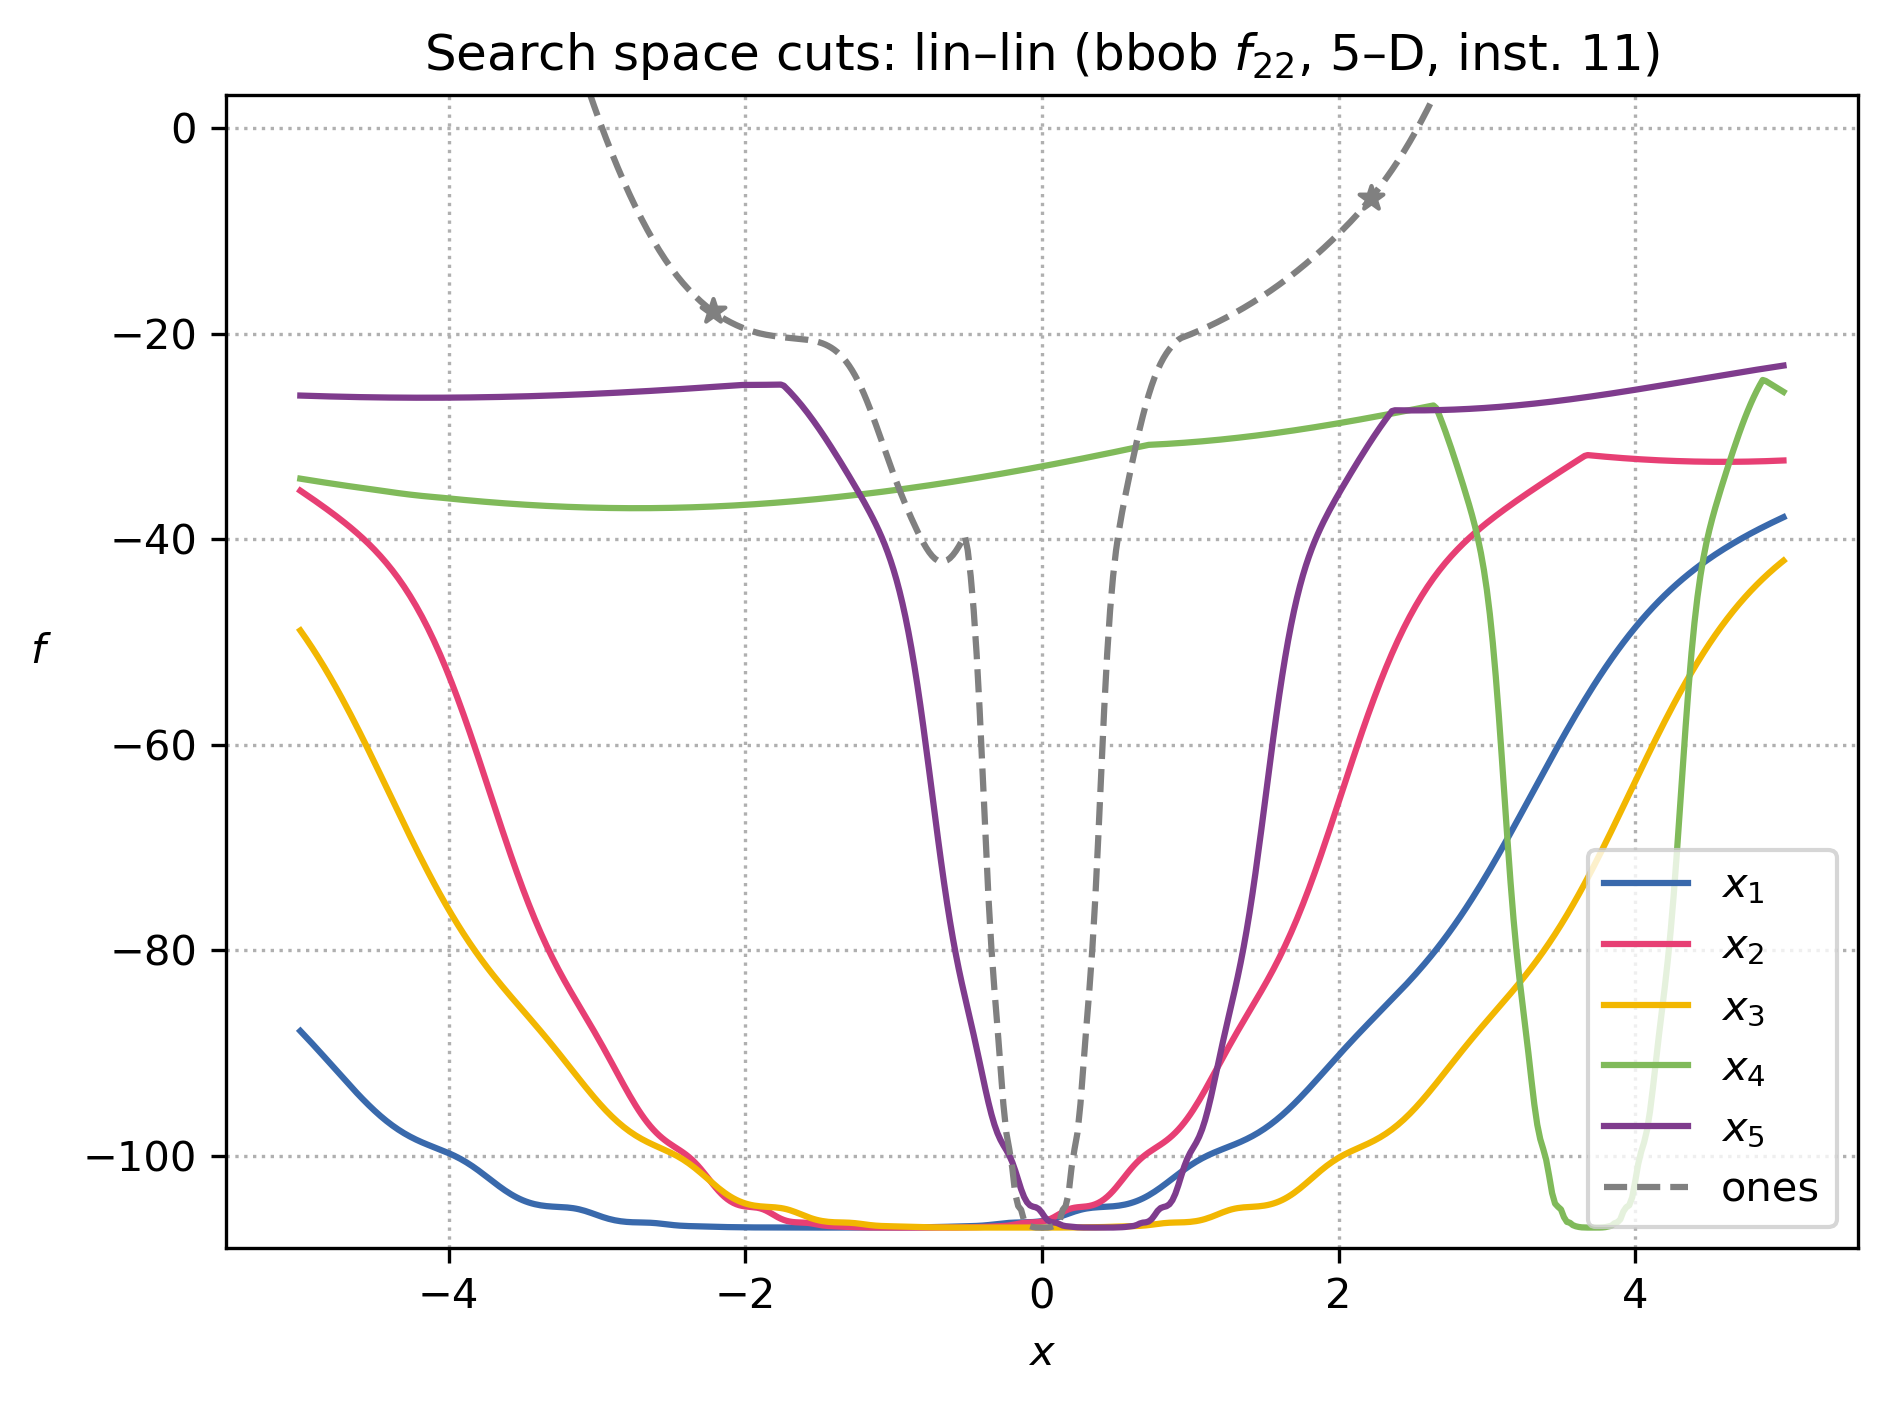 Search space cuts: lin–lin (bbob f₂₂, 5–D, inst. 11)
0
−20
−40
f
−60
−80
−100
x₁
x₂
x₃
x₄
x₅
ones
−4
−2
0
2
4
x